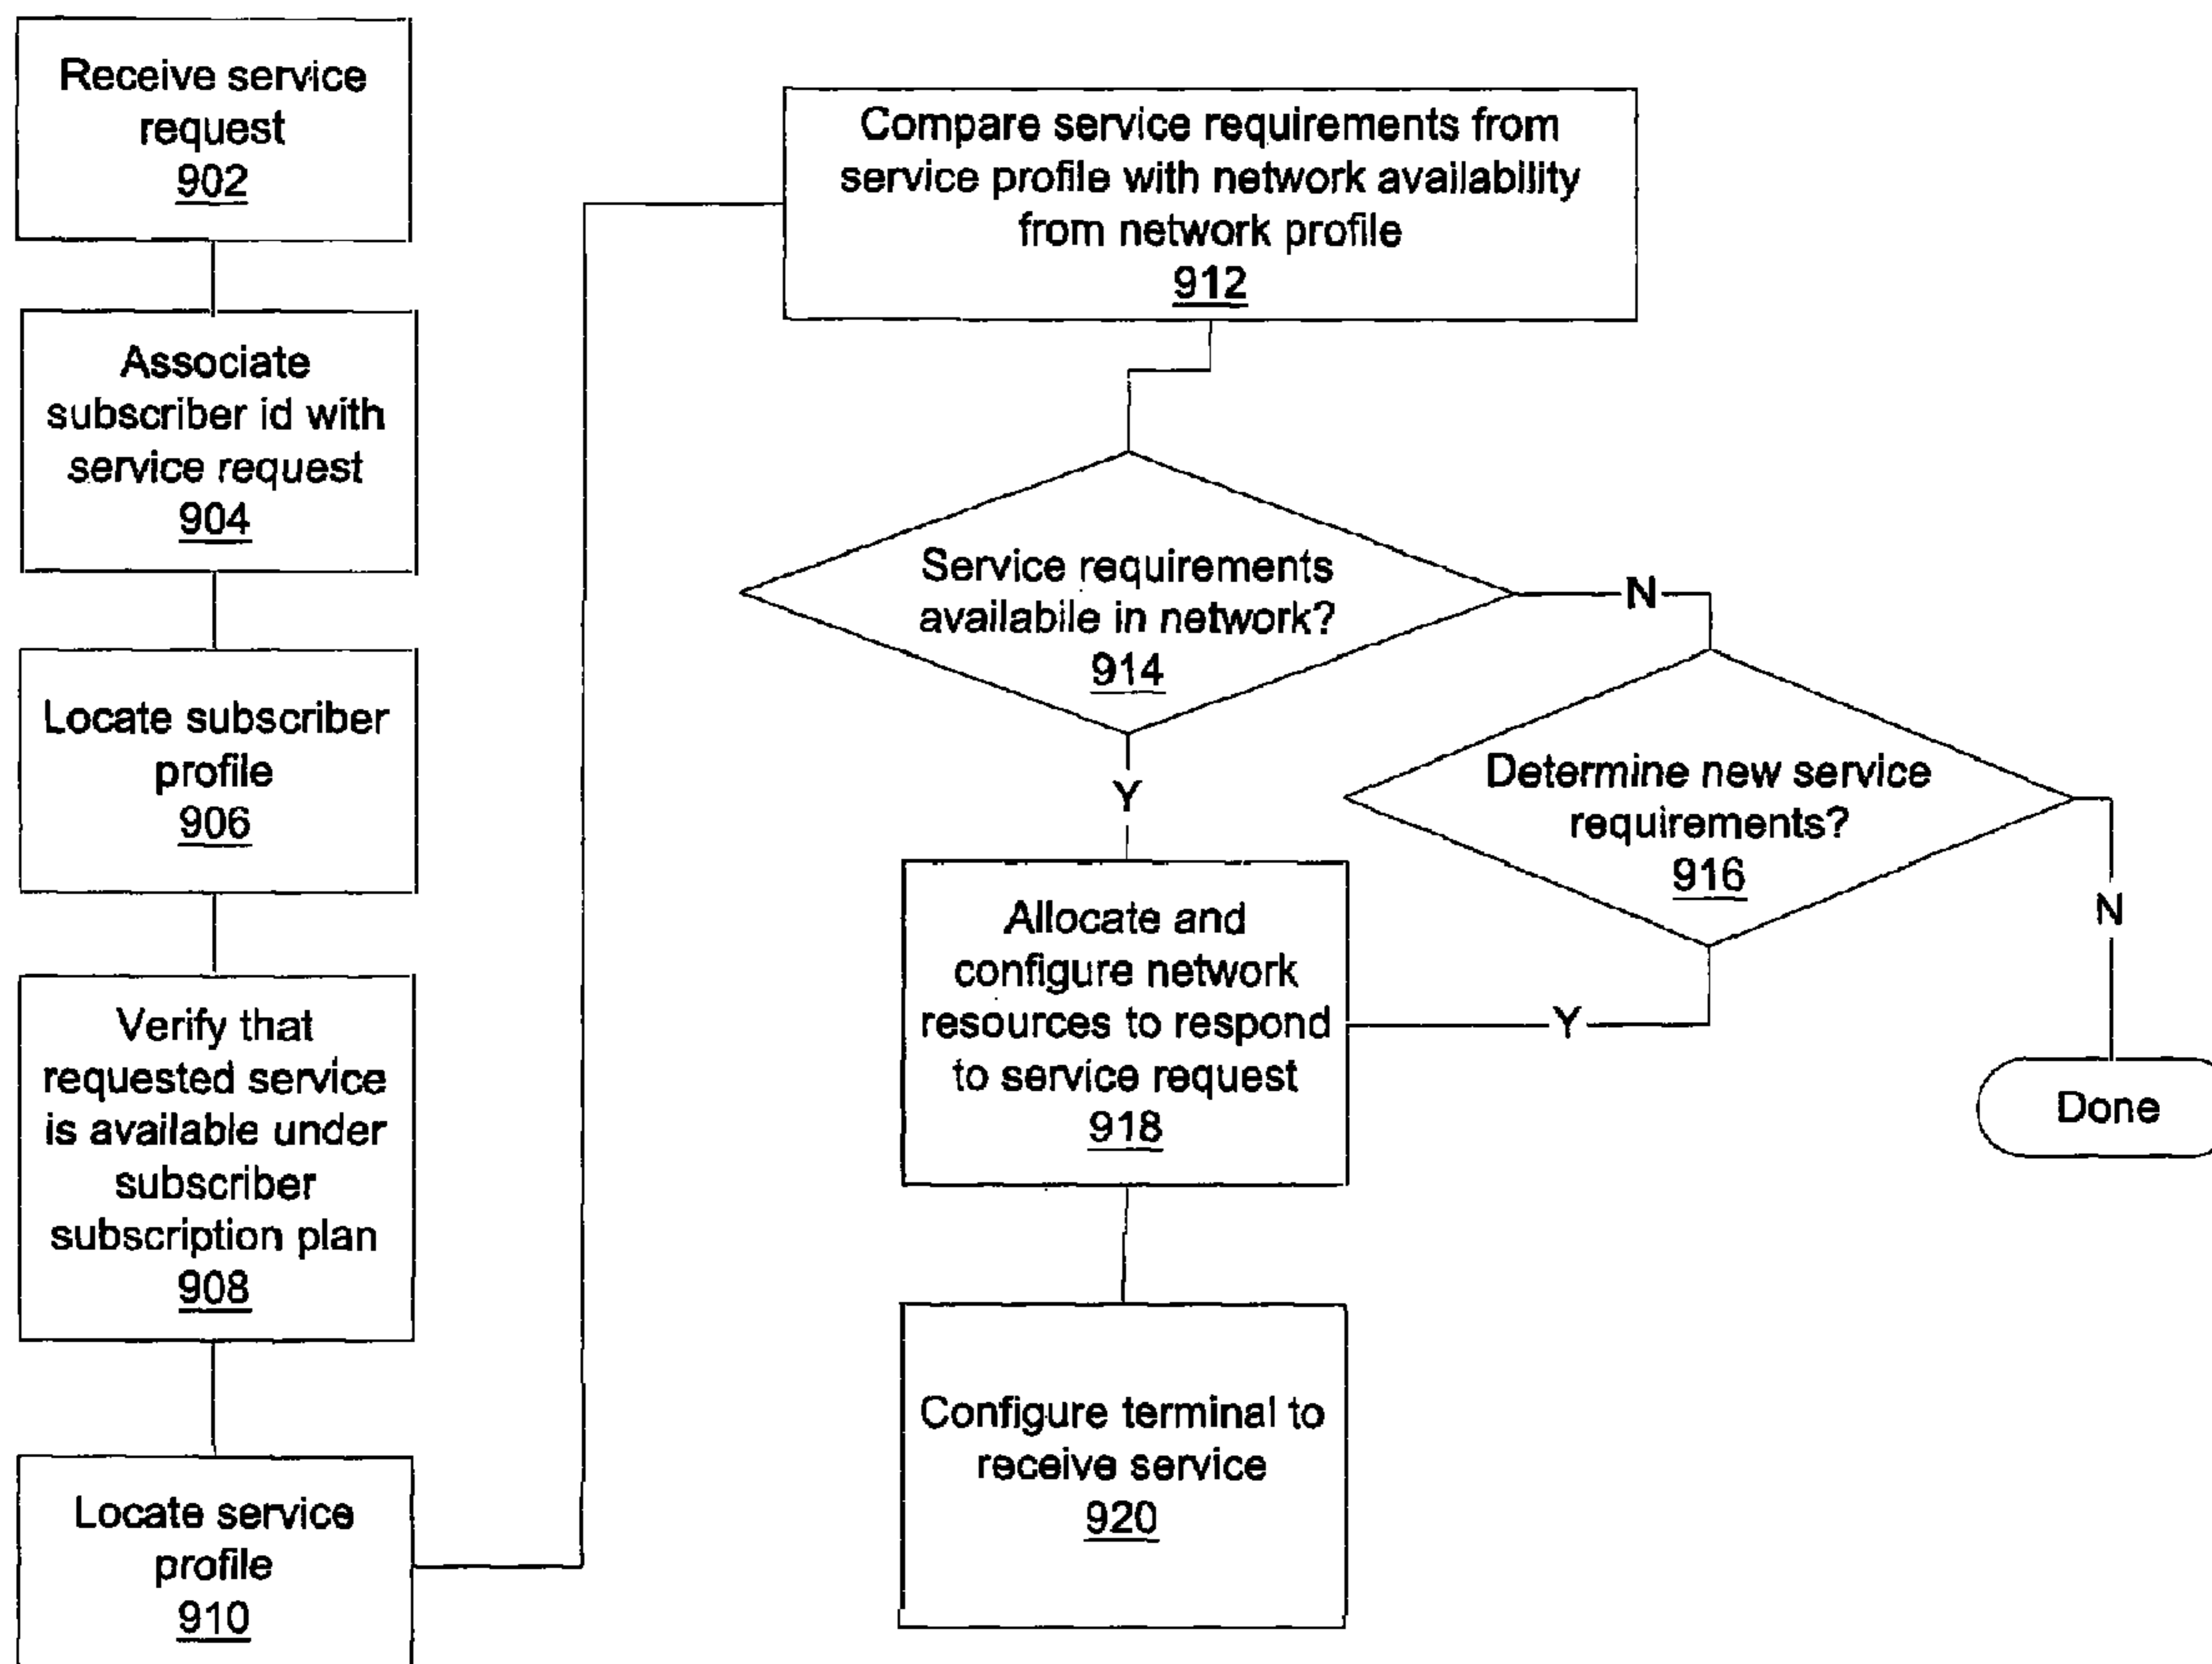 Receive service
request
902
Associate
subscriber id with
service request
904
Locate subscriber
profile
906
Verify that
requested service
is available under
subscriber
subscription plan
908
Locate service
profile
910
Compare service requirements from
service profile with network availability
from network profile
912
Service requirements
availabile in network?
914
N
Y
Determine new service
requirements?
916
N
Y
Allocate and
configure network
resources to respond
to service request
918
Done
Configure terminal to
receive service
920